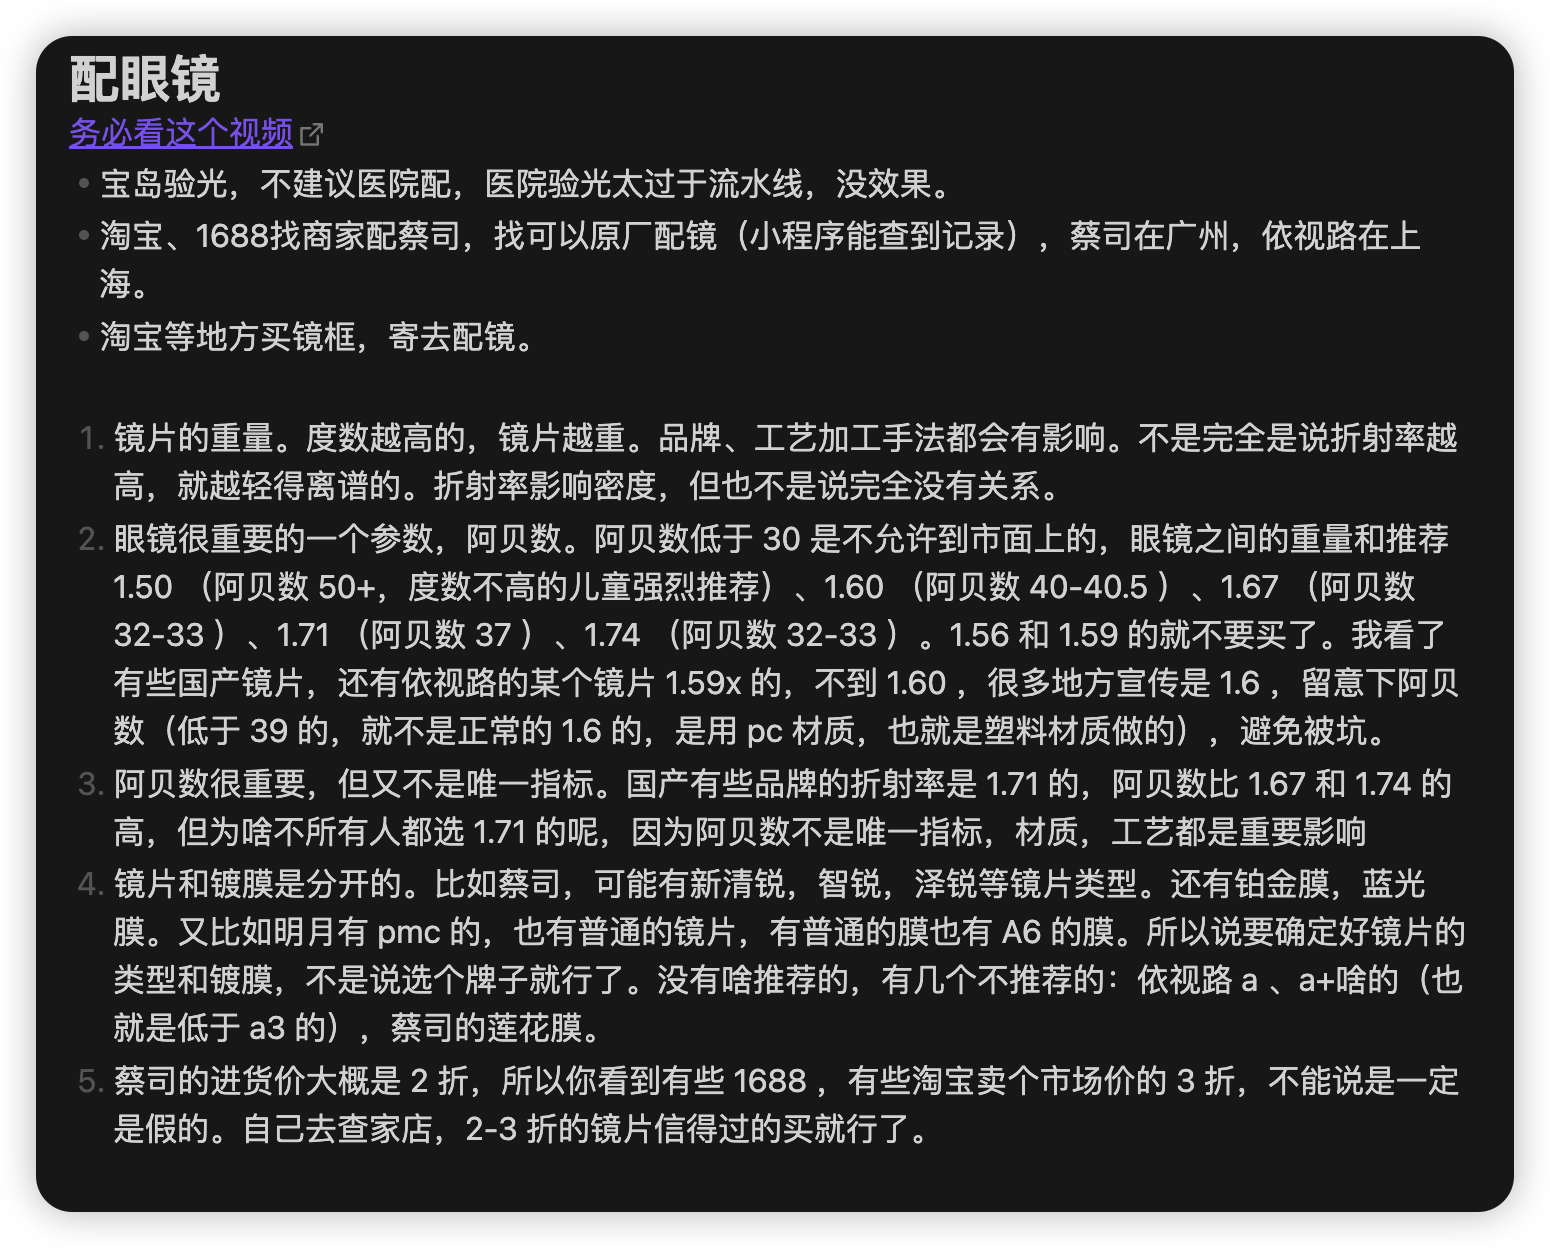 配眼镜
务必看这个视频
• 宝岛验光，不建议医院配，医院验光太过于流水线，没效果。
• 淘宝、1688找商家配蔡司，找可以原厂配镜（小程序能查到记录），蔡司在广州，依视路在上
海。
• 淘宝等地方买镜框，寄去配镜。
1. 镜片的重量。度数越高的，镜片越重。品牌、工艺加工手法都会有影响。不是完全是说折射率越
高，就越轻得离谱的。折射率影响密度，但也不是说完全没有关系。
2. 眼镜很重要的一个参数，阿贝数。阿贝数低于 30 是不允许到市面上的，眼镜之间的重量和推荐
1.50 （阿贝数 50+，度数不高的儿童强烈推荐）、1.60 （阿贝数 40-40.5 ）、1.67 （阿贝数
32-33 ）、1.71 （阿贝数 37 ）、1.74 （阿贝数 32-33 ）。1.56 和 1.59 的就不要买了。我看了
有些国产镜片，还有依视路的某个镜片 1.59x 的，不到 1.60 ，很多地方宣传是 1.6 ，留意下阿贝
数（低于 39 的，就不是正常的 1.6 的，是用 pc 材质，也就是塑料材质做的），避免被坑。
3. 阿贝数很重要，但又不是唯一指标。国产有些品牌的折射率是 1.71 的，阿贝数比 1.67 和 1.74 的
高，但为啥不所有人都选 1.71 的呢，因为阿贝数不是唯一指标，材质，工艺都是重要影响
4. 镜片和镀膜是分开的。比如蔡司，可能有新清锐，智锐，泽锐等镜片类型。还有铂金膜，蓝光
膜。又比如明月有 pmc 的，也有普通的镜片，有普通的膜也有 A6 的膜。所以说要确定好镜片的
类型和镀膜，不是说选个牌子就行了。没有啥推荐的，有几个不推荐的：依视路 a 、a+啥的（也
就是低于 a3 的），蔡司的莲花膜。
5. 蔡司的进货价大概是 2 折，所以你看到有些 1688 ，有些淘宝卖个市场价的 3 折，不能说是一定
是假的。自己去查家店，2-3 折的镜片信得过的买就行了。